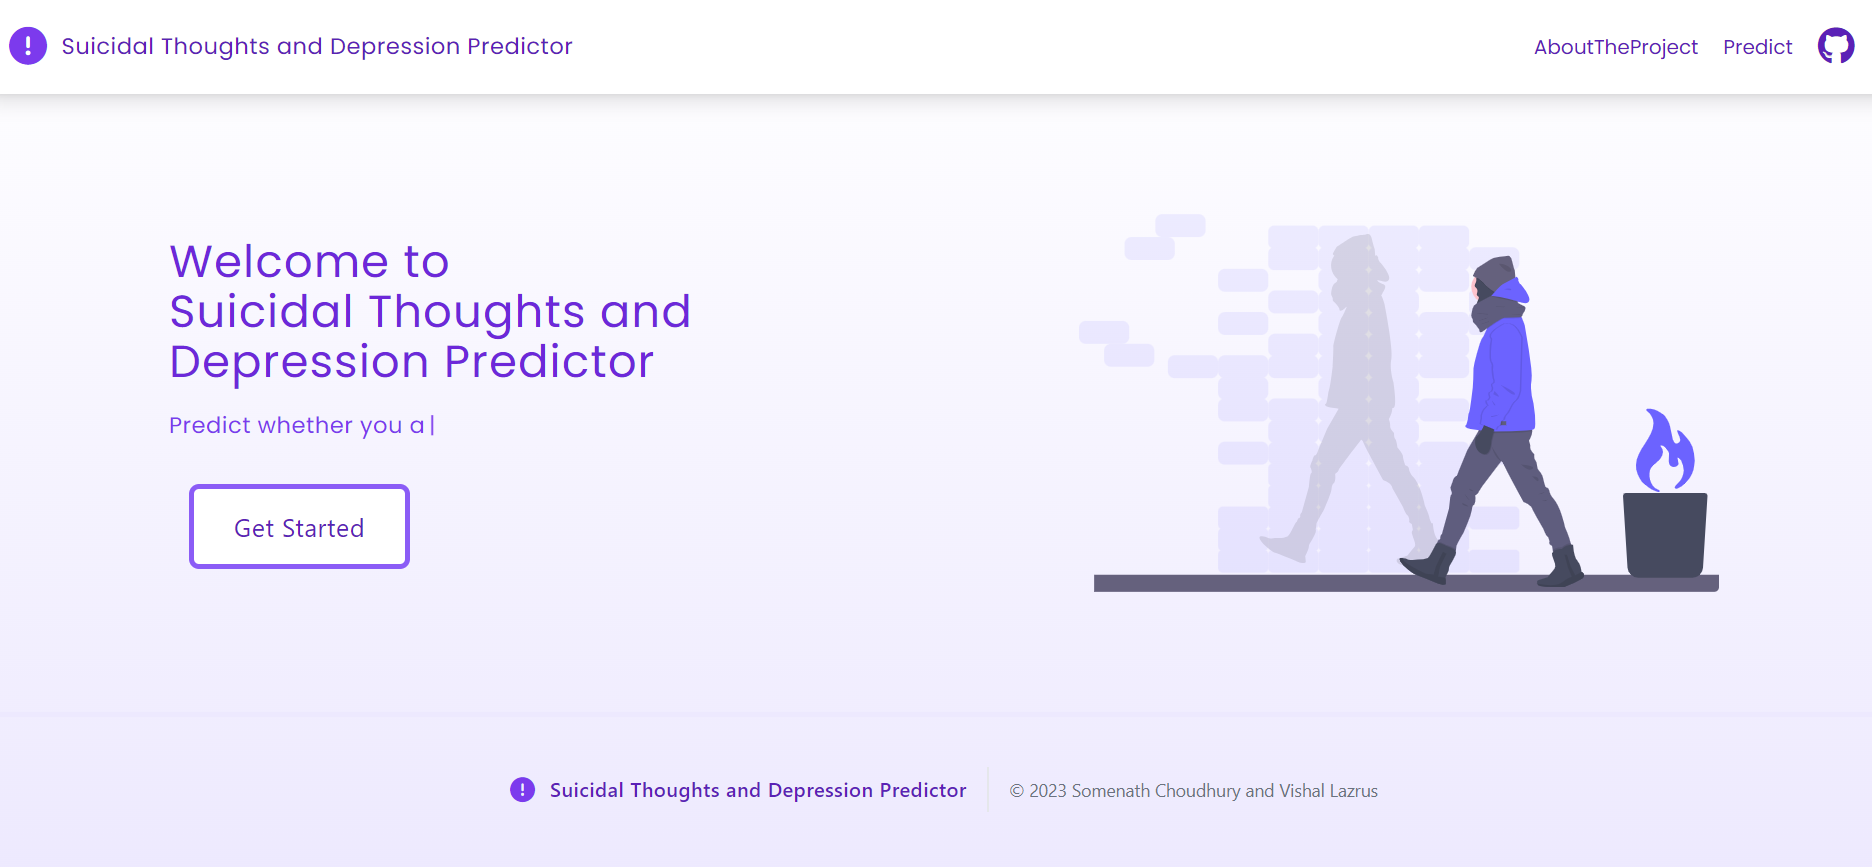 Suicidal Thoughts and Depression Predictor
AboutTheProject
Predict
Welcome to
Suicidal Thoughts and
Depression Predictor
Predict whether you a|
Get Started
Suicidal Thoughts and Depression Predictor
© 2023 Somenath Choudhury and Vishal Lazrus